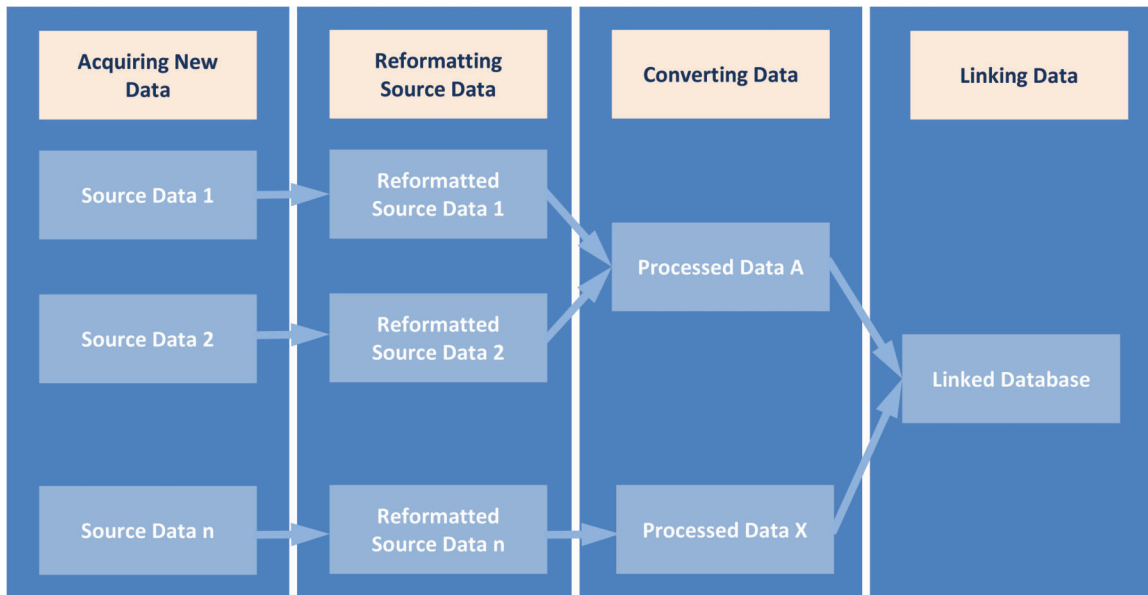 Acquiring New
Data
Reformatting
Source Data
Converting Data
Linking Data
Source Data 1
Reformatted
Source Data 1
Processed Data A
Source Data 2
Reformatted
Source Data 2
Linked Database
Source Data n
Reformatted
Source Data n
Processed Data X